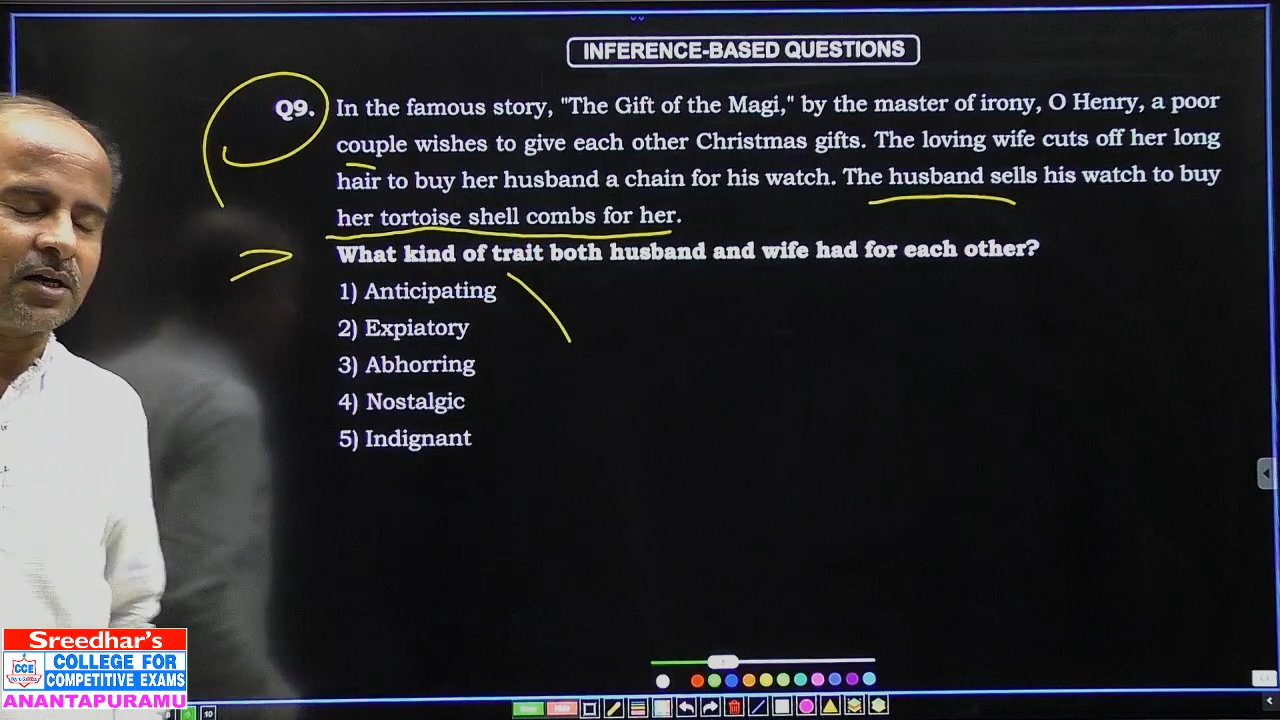 INFERENCE-BASED QUESTIONS
Q9. In the famous story, "The Gift of the Magi," by the master of irony, O Henry, a poor
couple wishes to give each other Christmas gifts. The loving wife cuts off her long
hair to buy her husband a chain for his watch. The husband sells his watch to buy
her tortoise shell combs for her.
What kind of trait both husband and wife had for each other?
1) Anticipating
2) Expiatory
3) Abhorring
4) Nostalgic
5) Indignant
Sreedhar's
CCE
COLLEGE FOR
COMPETITIVE EXAMS
ANANTAPURAMU
9 10